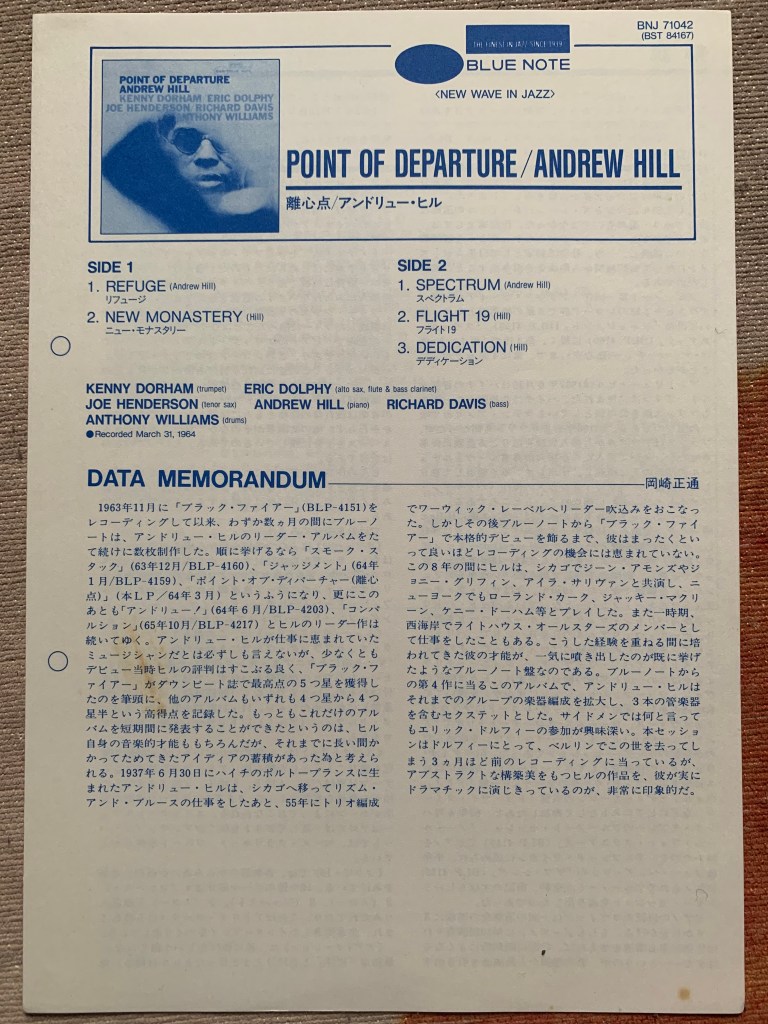 BNJ 71042
(BST 84167)
THE FINEST IN JAZZ SINCE 1939
BLUE NOTE
〈NEW WAVE IN JAZZ〉
POINT OF DEPARTURE
ANDREW HILL
KENNY DORHAM ERIC DOLPHY
JOE HENDERSON RICHARD DAVIS
ANTHONY WILLIAMS
POINT OF DEPARTURE/ANDREW HILL
離心点/アンドリュー・ヒル
SIDE 1
1. REFUGE (Andrew Hill)
リフュージ
2. NEW MONASTERY (Hill)
ニュー・モナスタリー
SIDE 2
1. SPECTRUM (Andrew Hill)
スペクトラム
2. FLIGHT 19 (Hill)
フライト19
3. DEDICATION (Hill)
デディケーション
KENNY DORHAM (trumpet) ERIC DOLPHY (alto sax, flute & bass clarinet)
JOE HENDERSON (tenor sax) ANDREW HILL (piano) RICHARD DAVIS (bass)
ANTHONY WILLIAMS (drums)
●Recorded March 31, 1964
DATA MEMORANDUM 岡崎正通
1963年11月に「ブラック・ファイアー」(BLP-4151)を
レコーディングして以来、わずか数ヵ月の間にブルーノ
ートは、アンドリュー・ヒルのリーダー・アルバムをた
て続けに数枚制作した。順に挙げるなら「スモーク・ス
タック」(63年12月/BLP-4160)、「ジャッジメント」(64年
1月/BLP-4159)、「ポイント・オブ・ディパーチャー(離心
点)」(本LP/64年3月)というふうになり、更にこの
あとも「アンドリュー!」(64年6月/BLP-4203)、「コンパ
ルション」(65年10月/BLP-4217)とヒルのリーダー作は
続いてゆく。アンドリュー・ヒルが仕事に恵まれていた
ミュージシャンだとは必ずしも言えないが、少なくとも
デビュー当時ヒルの評判はすこぶる良く、「ブラック・フ
ァイアー」がダウンビート誌で最高点の5つ星を獲得し
たのを筆頭に、他のアルバムもいずれも4つ星から4つ
星半という高得点を記録した。もっともこれだけのアル
バムを短期間に発表することができたというのは、ヒル
自身の音楽的才能ももちろんだが、それまでに長い間か
かってためてきたアイディアの蓄積があった為と考えら
れる。1937年6月30日にハイチのポルトープランスに生
まれたアンドリュー・ヒルは、シカゴへ移ってリズム・
アンド・ブルースの仕事をしたあと、55年にトリオ編成
でワーウィック・レーベルへリーダー吹込みをおこなっ
た。しかしその後ブルーノートから「ブラック・ファイ
アー」で本格的デビューを飾るまで、彼はまったくとい
って良いほどレコーディングの機会には恵まれていない。
この8年の間にヒルは、シカゴでジーン・アモンズやジ
ョニー・グリフィン、アイラ・サリヴァンと共演し、ニ
ューヨークでもローランド・カーク、ジャッキー・マクリ
ーン、ケニー・ドーハム等とプレイした。また一時期、
西海岸でライトハウス・オールスターズのメンバーとし
て仕事をしたこともある。こうした経験を重ねる間に培
われてきた彼の才能が、一気に噴き出したのが既に挙げ
たようなブルーノート盤なのである。ブルーノートから
の第4作に当るこのアルバムで、アンドリュー・ヒルは
それまでのグループの楽器編成を拡大し、3本の管楽器
を含むセクステットとした。サイドメンでは何と言って
もエリック・ドルフィーの参加が興味深い。本セッショ
ンはドルフィーにとって、ベルリンでこの世を去ってし
まう3ヵ月ほど前のレコーディングに当っているが、
アブストラクトな構築美をもつヒルの作品を、彼が実に
ドラマチックに演じきっているのが、非常に印象的だ。